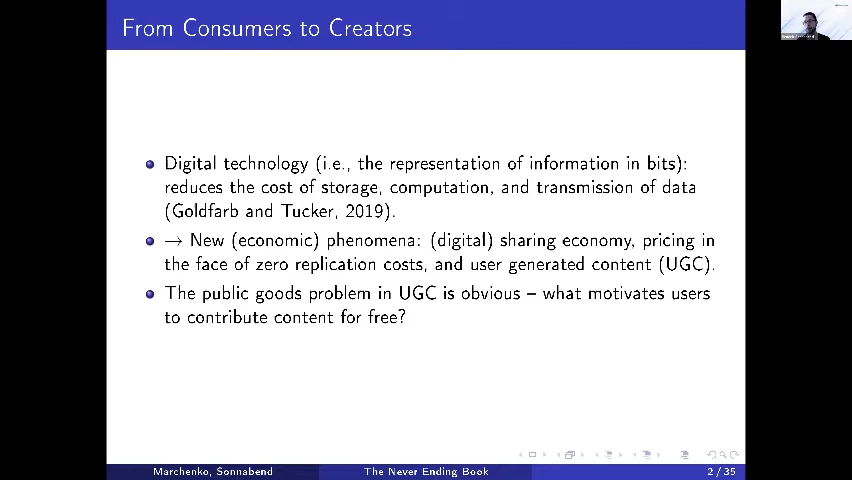 From Consumers to Creators
Digital technology (i.e., the representation of information in bits):
reduces the cost of storage, computation, and transmission of data
(Goldfarb and Tucker, 2019).
→ New (economic) phenomena: (digital) sharing economy, pricing in
the face of zero replication costs, and user generated content (UGC).
The public goods problem in UGC is obvious – what motivates users
to contribute content for free?
Marchenko, Sonnabend
The Never Ending Book
2 / 35